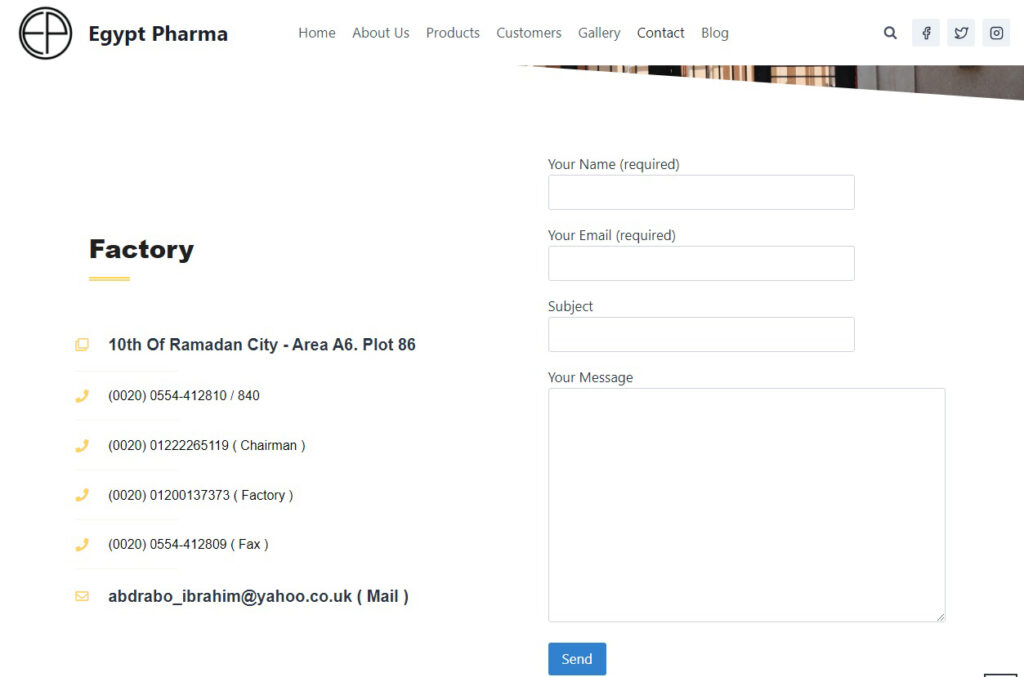 Egypt Pharma
Home About Us Products Customers Gallery Contact Blog
Factory
10th Of Ramadan City - Area A6. Plot 86
(0020) 0554-412810 / 840
(0020) 01222265119 ( Chairman )
(0020) 01200137373 ( Factory )
(0020) 0554-412809 ( Fax )
abdrabo_ibrahim@yahoo.co.uk ( Mail )
Your Name (required)
Your Email (required)
Subject
Your Message
Send